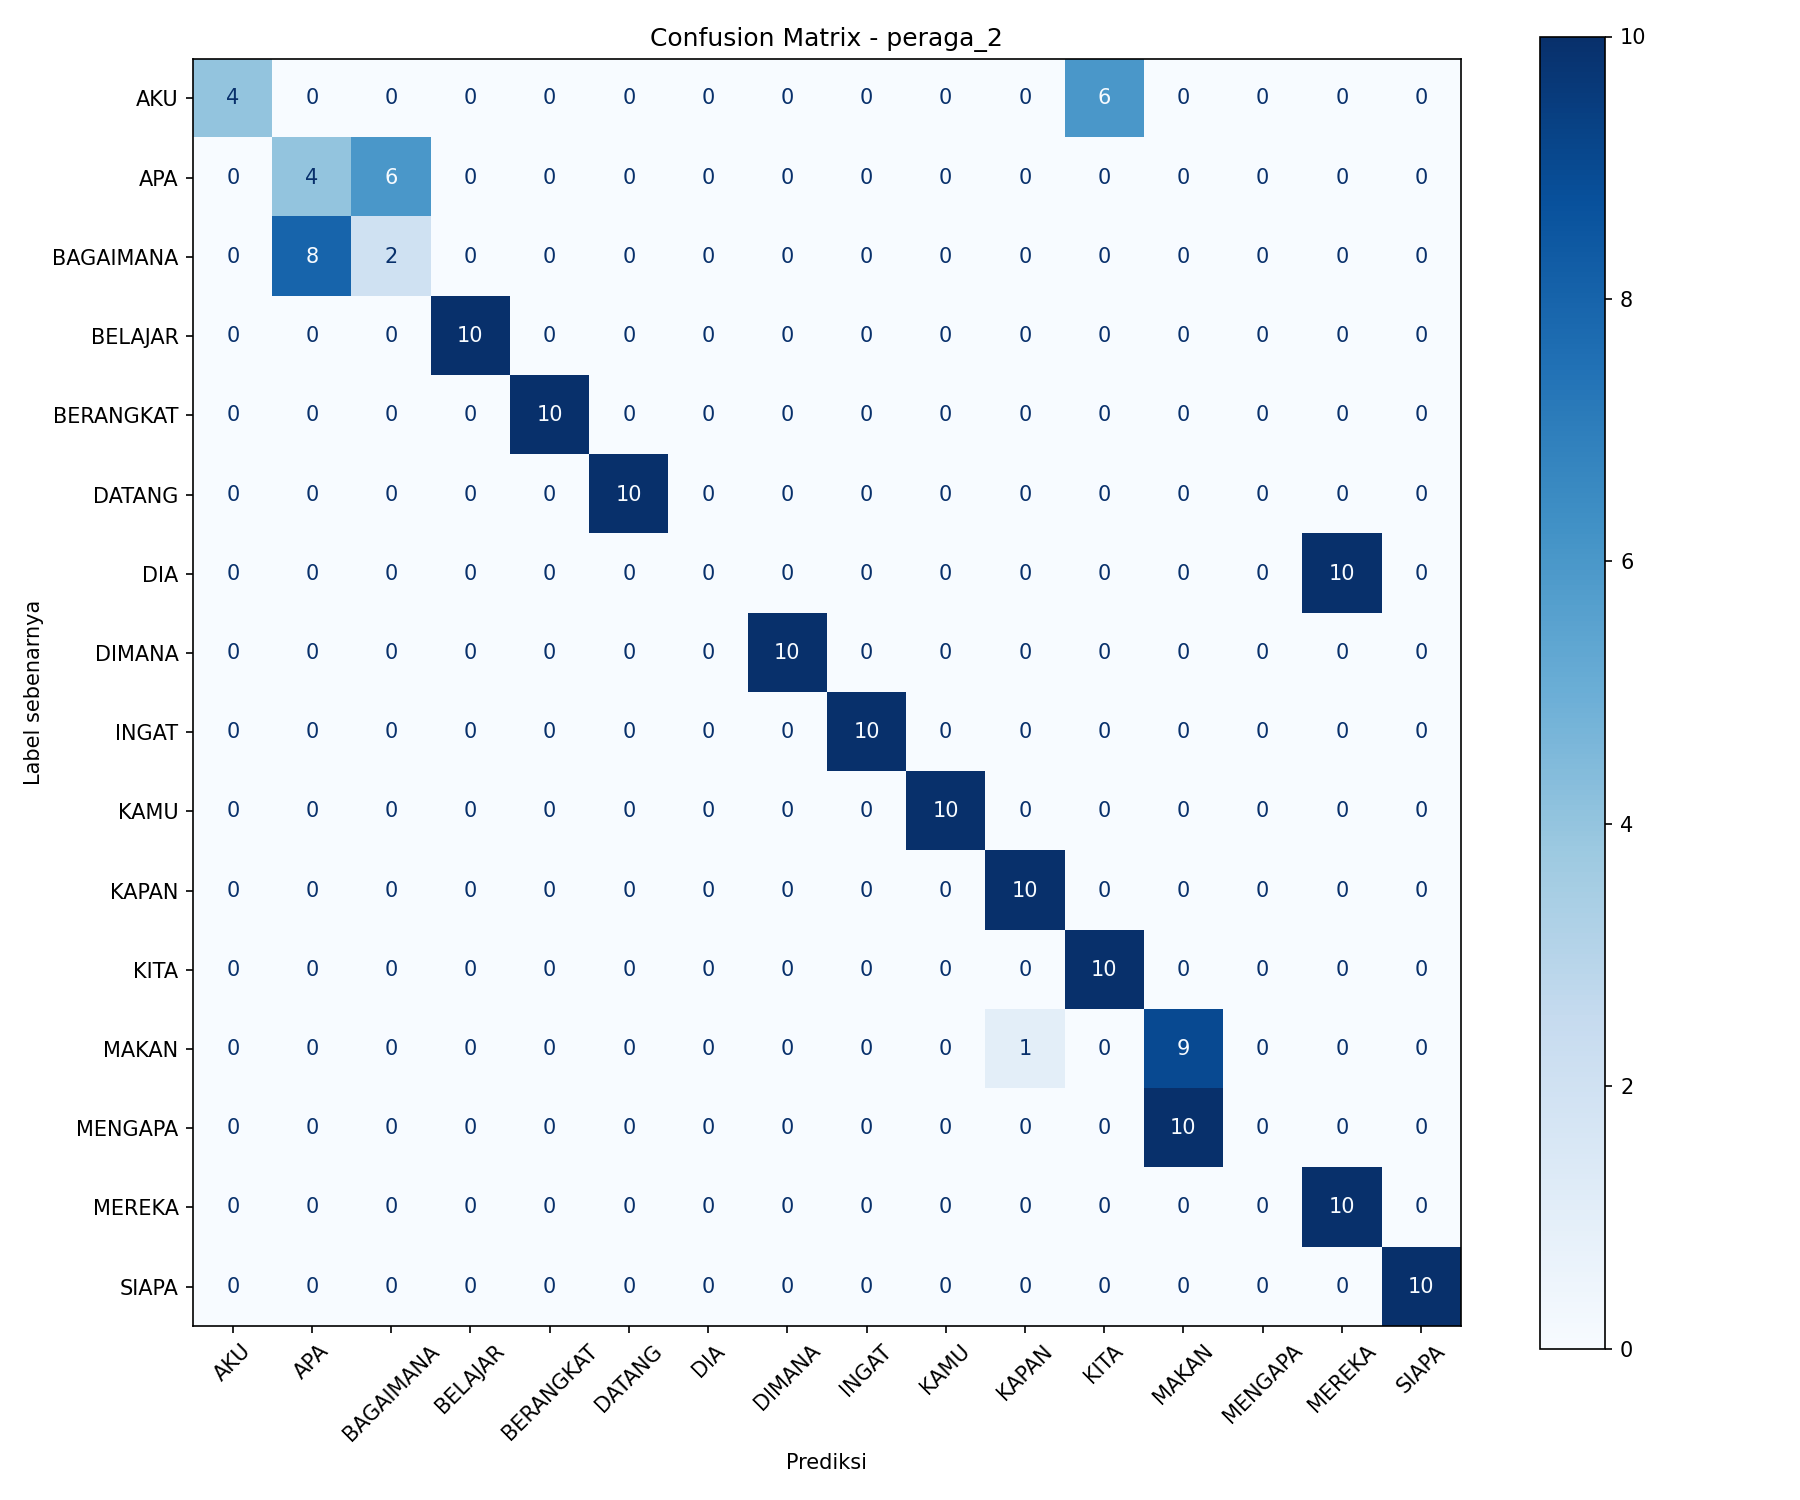 Confusion Matrix - peraga_2
Label sebenarnya
AKU 4 0 0 0 0 0 0 0 0 0 0 6 0 0 0 0
APA 0 4 6 0 0 0 0 0 0 0 0 0 0 0 0 0
BAGAIMANA 0 8 2 0 0 0 0 0 0 0 0 0 0 0 0 0
BELAJAR 0 0 0 10 0 0 0 0 0 0 0 0 0 0 0 0
BERANGKAT 0 0 0 0 10 0 0 0 0 0 0 0 0 0 0 0
DATANG 0 0 0 0 0 10 0 0 0 0 0 0 0 0 0 0
DIA 0 0 0 0 0 0 0 0 0 0 0 0 0 0 10 0
DIMANA 0 0 0 0 0 0 0 10 0 0 0 0 0 0 0 0
INGAT 0 0 0 0 0 0 0 0 10 0 0 0 0 0 0 0
KAMU 0 0 0 0 0 0 0 0 0 10 0 0 0 0 0 0
KAPAN 0 0 0 0 0 0 0 0 0 0 10 0 0 0 0 0
KITA 0 0 0 0 0 0 0 0 0 0 0 10 0 0 0 0
MAKAN 0 0 0 0 0 0 0 0 0 0 1 0 9 0 0 0
MENGAPA 0 0 0 0 0 0 0 0 0 0 0 0 10 0 0 0
MEREKA 0 0 0 0 0 0 0 0 0 0 0 0 0 0 10 0
SIAPA 0 0 0 0 0 0 0 0 0 0 0 0 0 0 0 10
AKU APA BAGAIMANA BELAJAR BERANGKAT DATANG DIA DIMANA INGAT KAMU KAPAN KITA MAKAN MENGAPA MEREKA SIAPA
Prediksi
10
8
6
4
2
0